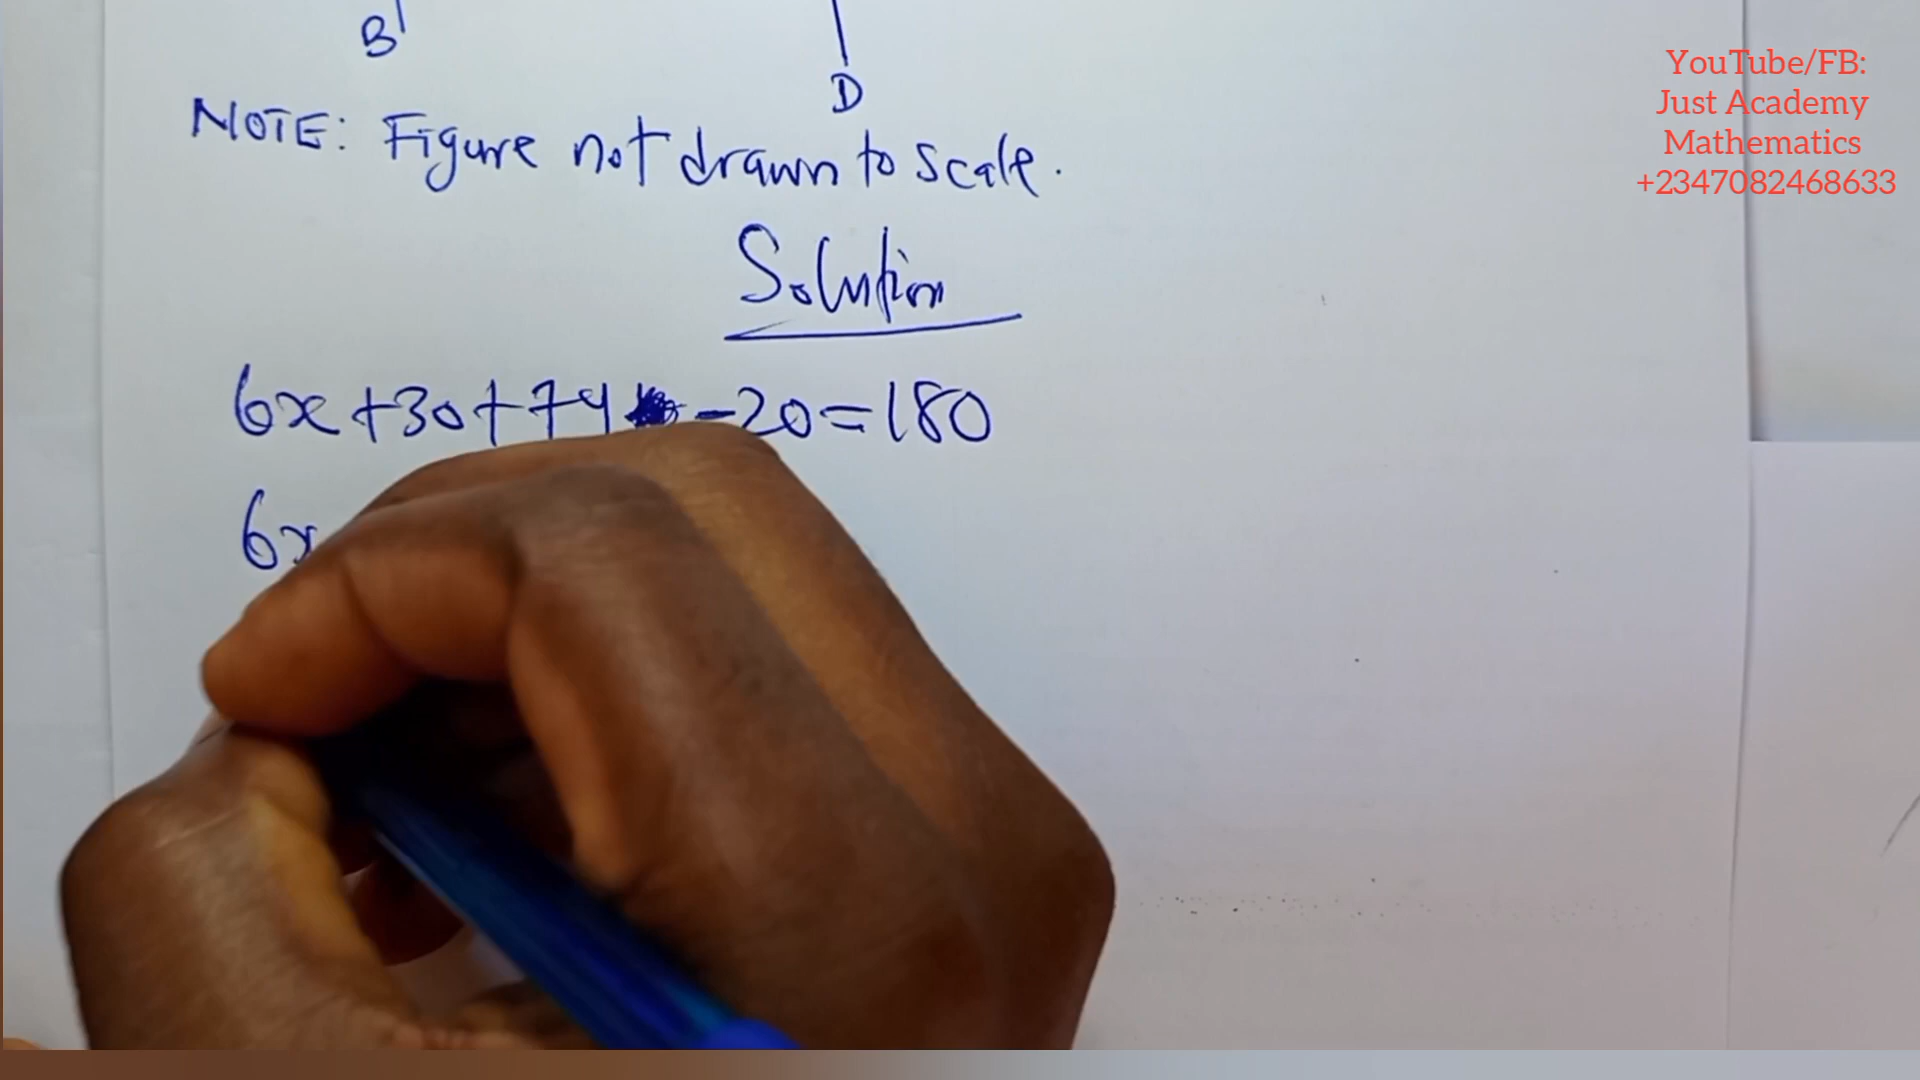 B
D
NOTE: Figure not drawn to scale.
Solution
6x+30+7y -20=180
6x
YouTube/FB:
Just Academy
Mathematics
+2347082468633